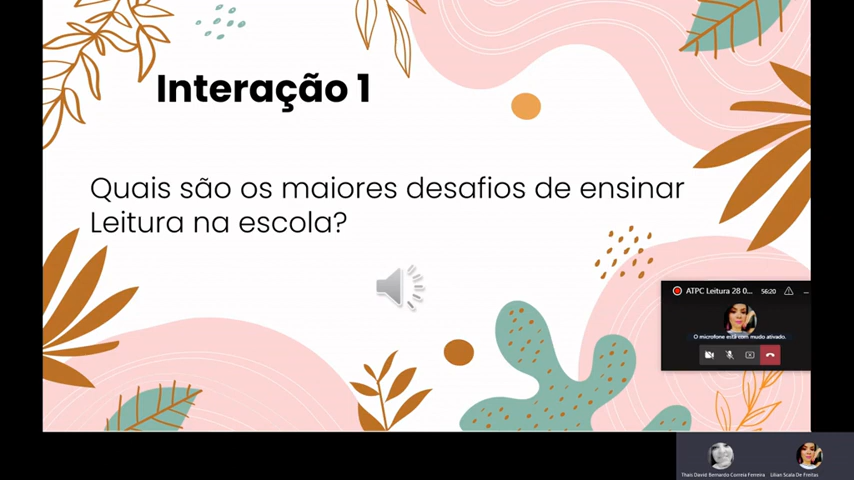 Interação 1
Quais são os maiores desafios de ensinar
Leitura na escola?
ATPC Leitura 28 0... 56:20
O microfone está com mudo ativado.
Thais David Bernardo Correia Ferreira
Lilian Scala De Freitas